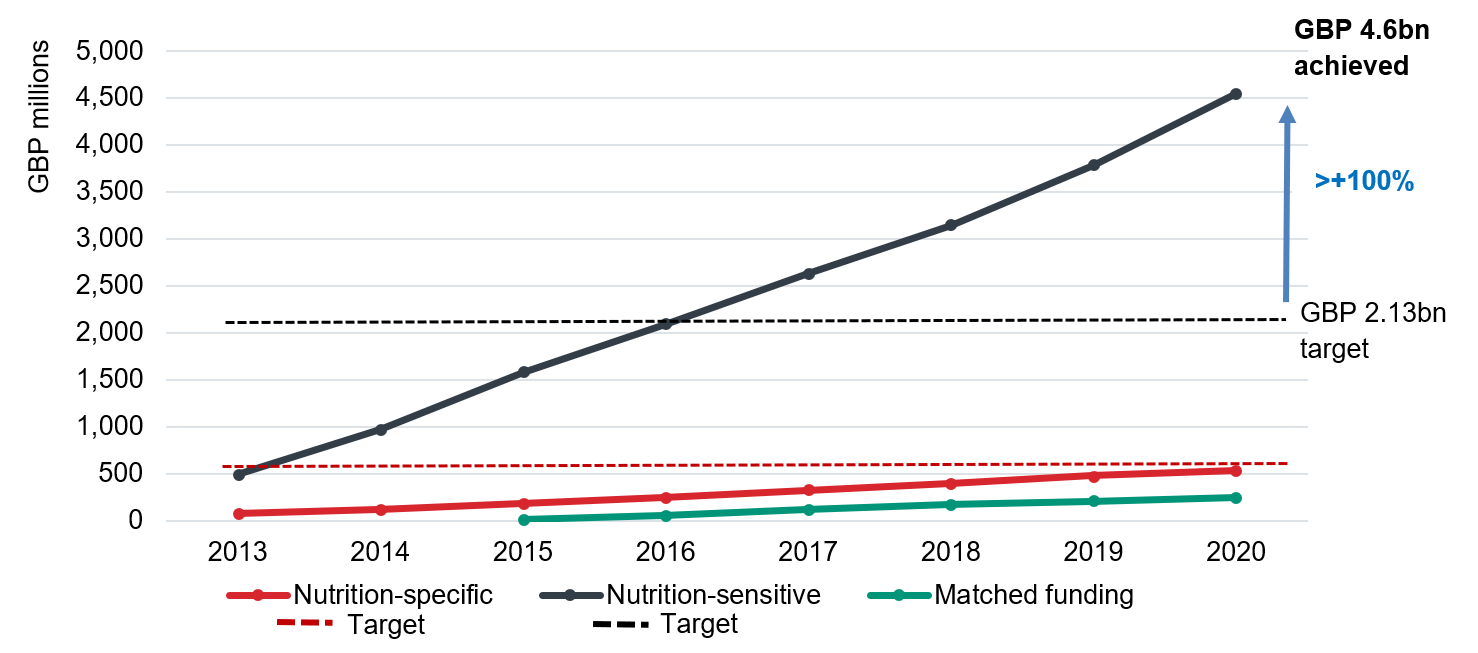 GBP 4.6bn
achieved
GBP millions
5,000
4,500
4,000
3,500
3,000
2,500
2,000
1,500
1,000
500
0
>+100%
GBP 2.13bn
target
2013 2014 2015 2016 2017 2018 2019 2020
Nutrition-specific Nutrition-sensitive Matched funding
Target Target